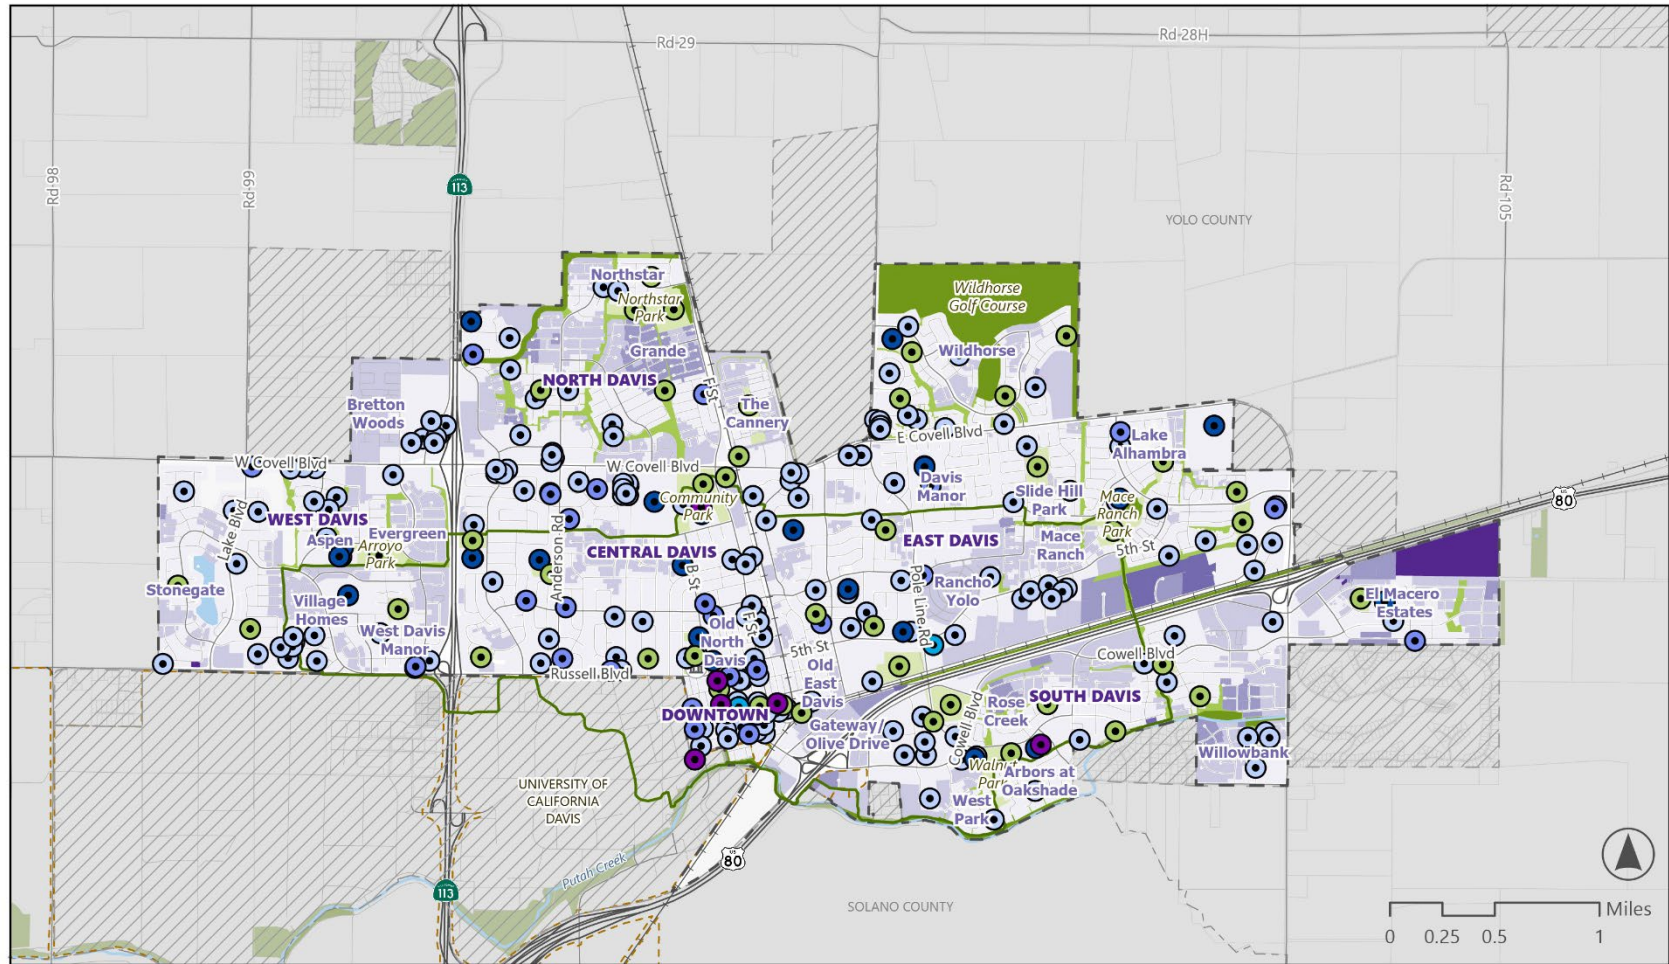 Rd 29
Rd 28H
Rd 98
Rd 99
113
Rd 105
YOLO COUNTY
Northstar
Northstar
Park
Grande
Wildhorse
Golf Course
Wildhorse
NORTH DAVIS
F St
The
Cannery
Bretton
Woods
E Covell Blvd
Lake
Alhambra
W Covell Blvd
W Covell Blvd
Community
Park
Davis
Manor
Slide Hill
Park
Mace
Ranch
Park
US
80
WEST DAVIS
Aspen
Evergreen
Arroyo
Park
Lake Blvd
Anderson Rd
CENTRAL DAVIS
B St
EAST DAVIS
Mace
Ranch
5th St
Stonegate
Village
Homes
West Davis
Manor
Rancho
Yolo
Pole Line Rd
El Macero
Estates
F St
Old
North
Davis
5th St
Old
East
Davis
Russell Blvd
Cowell Blvd
DOWNTOWN
Gateway/
Olive Drive
Cowell Blvd
Rose
Creek
SOUTH DAVIS
Willowbank
Walnut
Park
Arbors at
Oakshade
West
Park
UNIVERSITY OF
CALIFORNIA
DAVIS
Putah Creek
US
80
113
SOLANO COUNTY
Miles
0 0.25 0.5 1